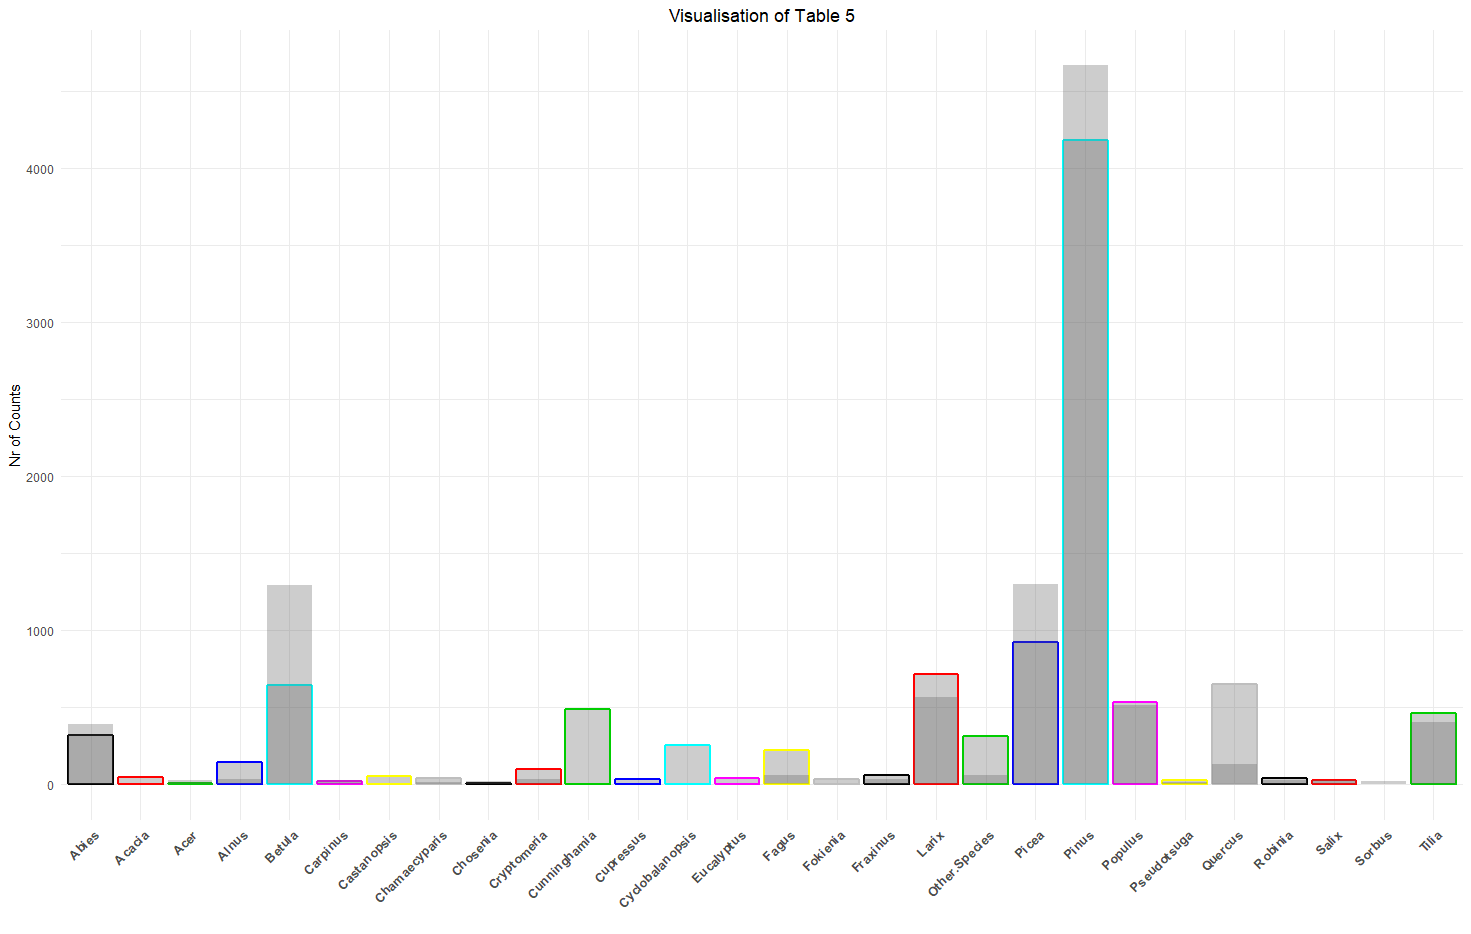 Visualisation of Table 5
Nr of Counts
4000
3000
2000
1000
0
Abies
Acacia
Acer
Alnus
Betula
Carpinus
Castanopsis
Chamaecyparis
Chosenia
Cryptomeria
Cunninghamia
Cupressus
Cyclobalanopsis
Eucalyptus
Fagus
Fokienia
Fraxinus
Larix
Other.Species
Picea
Pinus
Populus
Pseudotsuga
Quercus
Robinia
Salix
Sorbus
Tilia